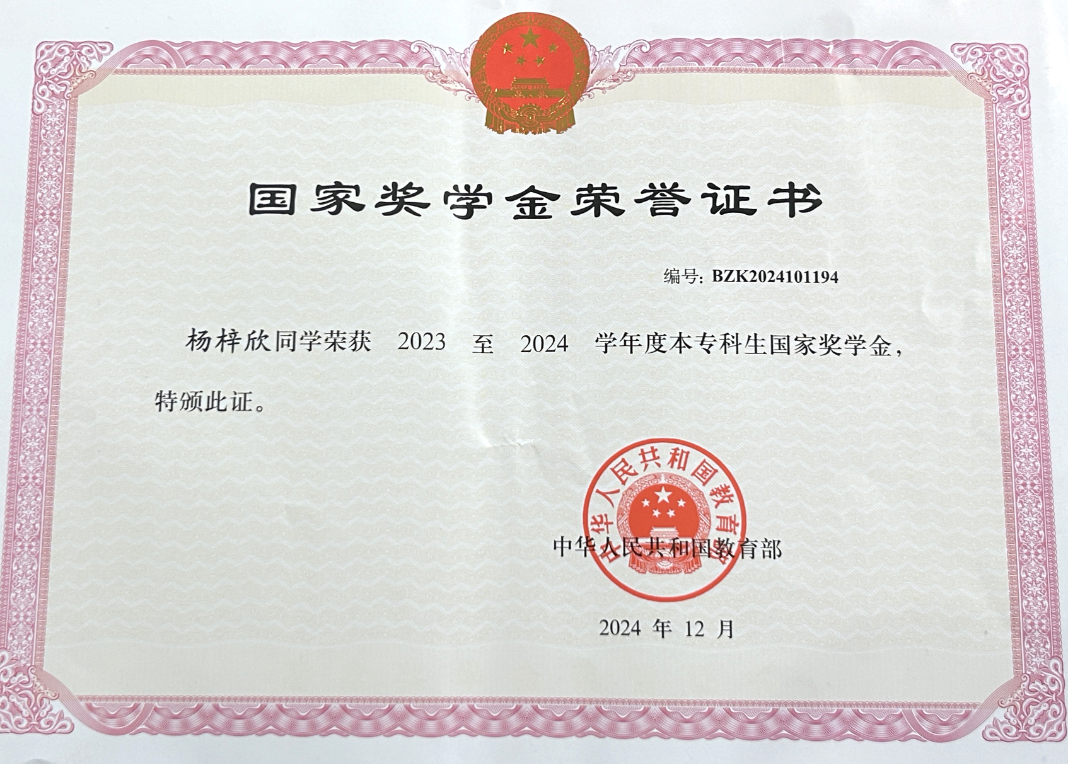 国家奖学金荣誉证书
编号: BZK2024101194
杨梓欣同学荣获 2023 至 2024 学年度本专科生国家奖学金，
特颁此证。
中华人民共和国教育部
中华人民共和国教育部
2024 年 12 月